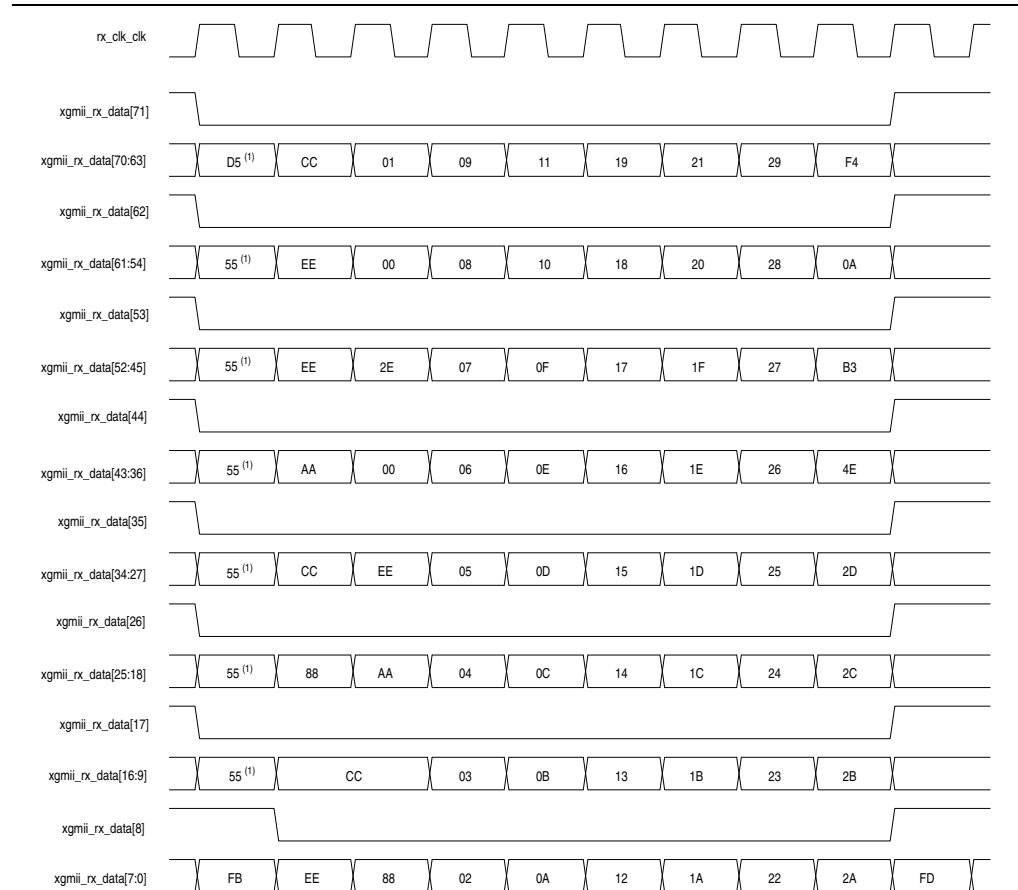 rx_clk_clk
xgmii_rx_data[71]
xgmii_rx_data[70:63] D5 (1) CC 01 09 11 19 21 29 F4
xgmii_rx_data[62]
xgmii_rx_data[61:54] 55 (1) EE 00 08 10 18 20 28 0A
xgmii_rx_data[53]
xgmii_rx_data[52:45] 55 (1) EE 2E 07 0F 17 1F 27 B3
xgmii_rx_data[44]
xgmii_rx_data[43:36] 55 (1) AA 00 06 0E 16 1E 26 4E
xgmii_rx_data[35]
xgmii_rx_data[34:27] 55 (1) CC EE 05 0D 15 1D 25 2D
xgmii_rx_data[26]
xgmii_rx_data[25:18] 55 (1) 88 AA 04 0C 14 1C 24 2C
xgmii_rx_data[17]
xgmii_rx_data[16:9] 55 (1) CC 03 0B 13 1B 23 2B
xgmii_rx_data[8]
xgmii_rx_data[7:0] FB EE 88 02 0A 12 1A 22 2A FD